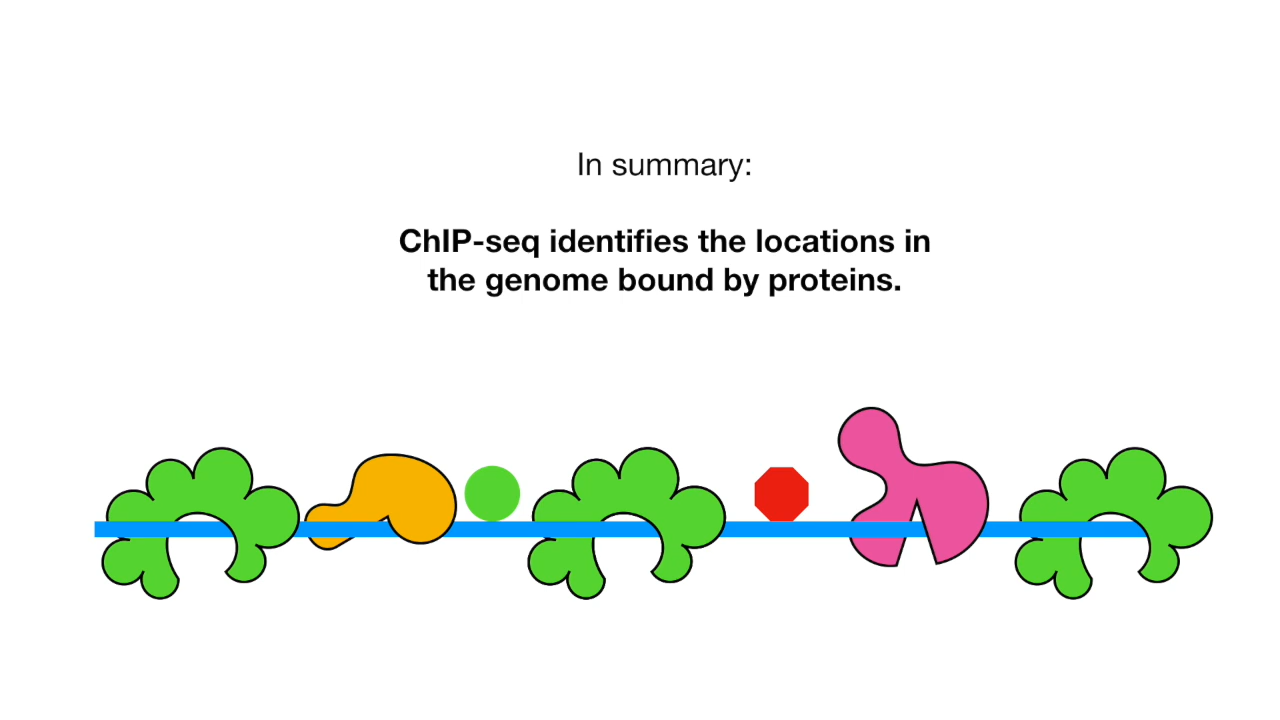 In summary:
ChIP-seq identifies the locations in
the genome bound by proteins.